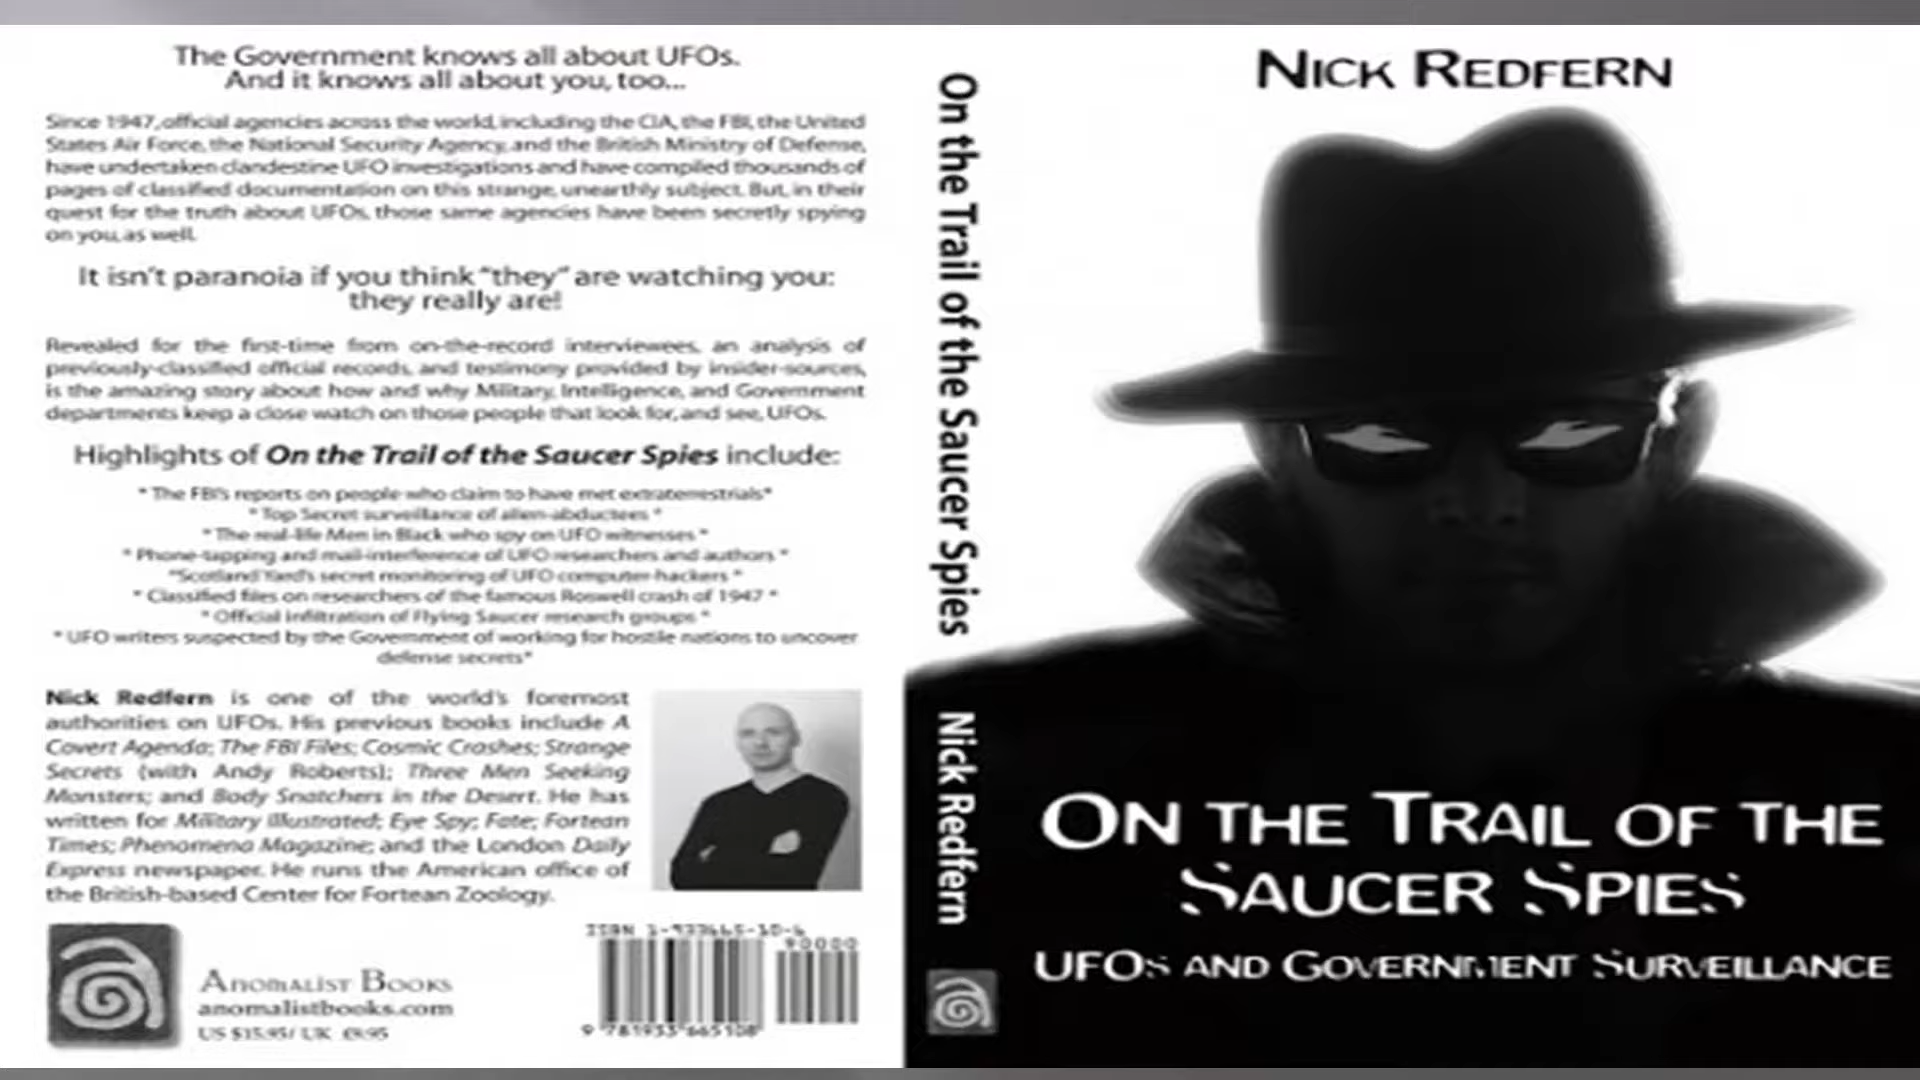 The Government knows all about UFOs.
And it knows all about you, too...
Since 1947, official agencies across the world, including the CIA, the FBI, the United
States Air Force, the National Security Agency, and the British Ministry of Defense,
have undertaken clandestine UFO investigations and have compiled thousands of
pages of classified documentation on this strange, unearthly subject. But, in their
quest for the truth about UFOs, those same agencies have been secretly spying
on you, as well.
It isn't paranoia if you think "they" are watching you:
they really are!
Revealed for the first-time from on-the-record interviewees, an analysis of
previously-classified official records, and testimony provided by insider-sources,
is the amazing story about how and why Military, Intelligence, and Government
departments keep a close watch on those people that look for, and see, UFOs.
Highlights of On the Trail of the Saucer Spies include:
* The FBI's reports on people who claim to have met extraterrestrials*
* Top Secret surveillance of alien-abductees *
* The real-life Men in Black who spy on UFO witnesses *
* Phone-tapping and mail-interference of UFO researchers and authors *
*Scotland Yard's secret monitoring of UFO computer-hackers *
* Classified files on researchers of the famous Roswell crash of 1947 *
* Official infiltration of Flying Saucer research groups *
* UFO writers suspected by the Government of working for hostile nations to uncover
defense secrets*
Nick Redfern is one of the world's foremost
authorities on UFOs. His previous books include A
Covert Agenda; The FBI Files; Cosmic Crashes; Strange
Secrets (with Andy Roberts); Three Men Seeking
Monsters; and Body Snatchers in the Desert. He has
written for Military Illustrated; Eye Spy; Fate; Fortean
Times; Phenomena Magazine; and the London Daily
Express newspaper. He runs the American office of
the British-based Center for Fortean Zoology.
ANOMALIST BOOKS
anomalistbooks.com
US $15.95/ UK £8.95
ISBN 1-933665-10-6
90000
9 781933 665108
On the Trail of the Saucer Spies
Nick Redfern
NICK REDFERN
ON THE TRAIL OF THE
SAUCER SPIES
UFOS AND GOVERNMENT SURVEILLANCE